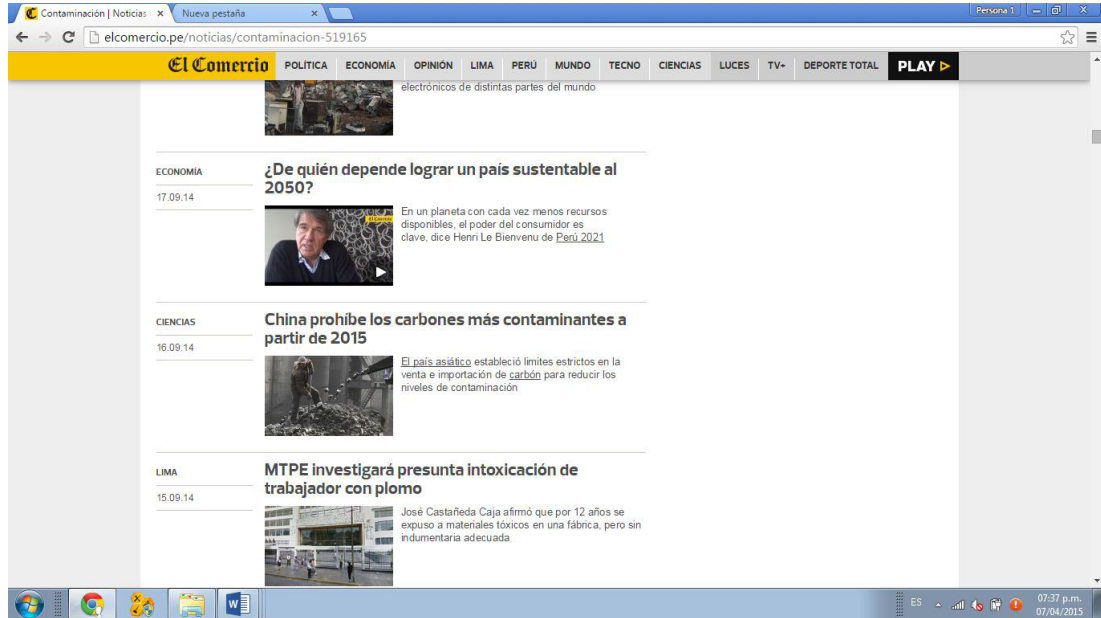 Contaminación | Noticias
Nueva pestaña
Persona 1
elcomercio.pe/noticias/contaminacion-519165
El Comercio POLÍTICA ECONOMÍA OPINIÓN LIMA PERÚ MUNDO TECNO CIENCIAS LUCES TV+ DEPORTE TOTAL PLAY
electrónicos de distintas partes del mundo
ECONOMÍA
17.09.14
¿De quién depende lograr un país sustentable al
2050?
El Comercio
En un planeta con cada vez menos recursos
disponibles, el poder del consumidor es
clave, dice Henri Le Bienvenu de Perú 2021
CIENCIAS
16.09.14
China prohíbe los carbones más contaminantes a
partir de 2015
El país asiático estableció limites estrictos en la
venta e importación de carbón para reducir los
niveles de contaminación
LIMA
15.09.14
MTPE investigará presunta intoxicación de
trabajador con plomo
José Castañeda Caja afirmó que por 12 años se
expuso a materiales tóxicos en una fábrica, pero sin
indumentaria adecuada
ES
07:37 p.m.
07/04/2015